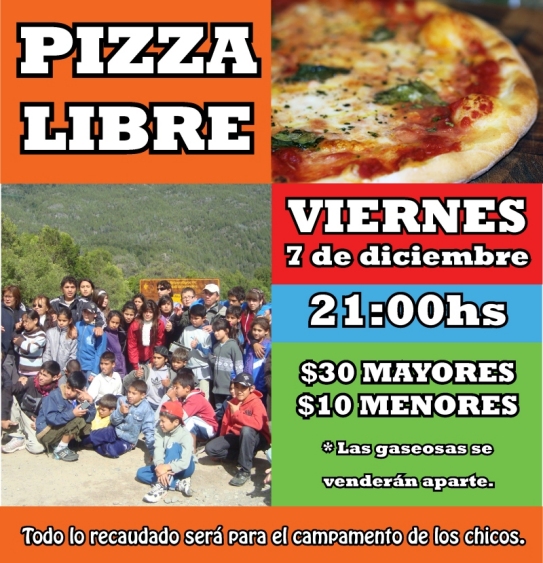 PIZZA
LIBRE
VIERNES
7 de diciembre
21:00hs
$30 MAYORES
$10 MENORES
* Las gaseosas se
venderán aparte.
Todo lo recaudado será para el campamento de los chicos.